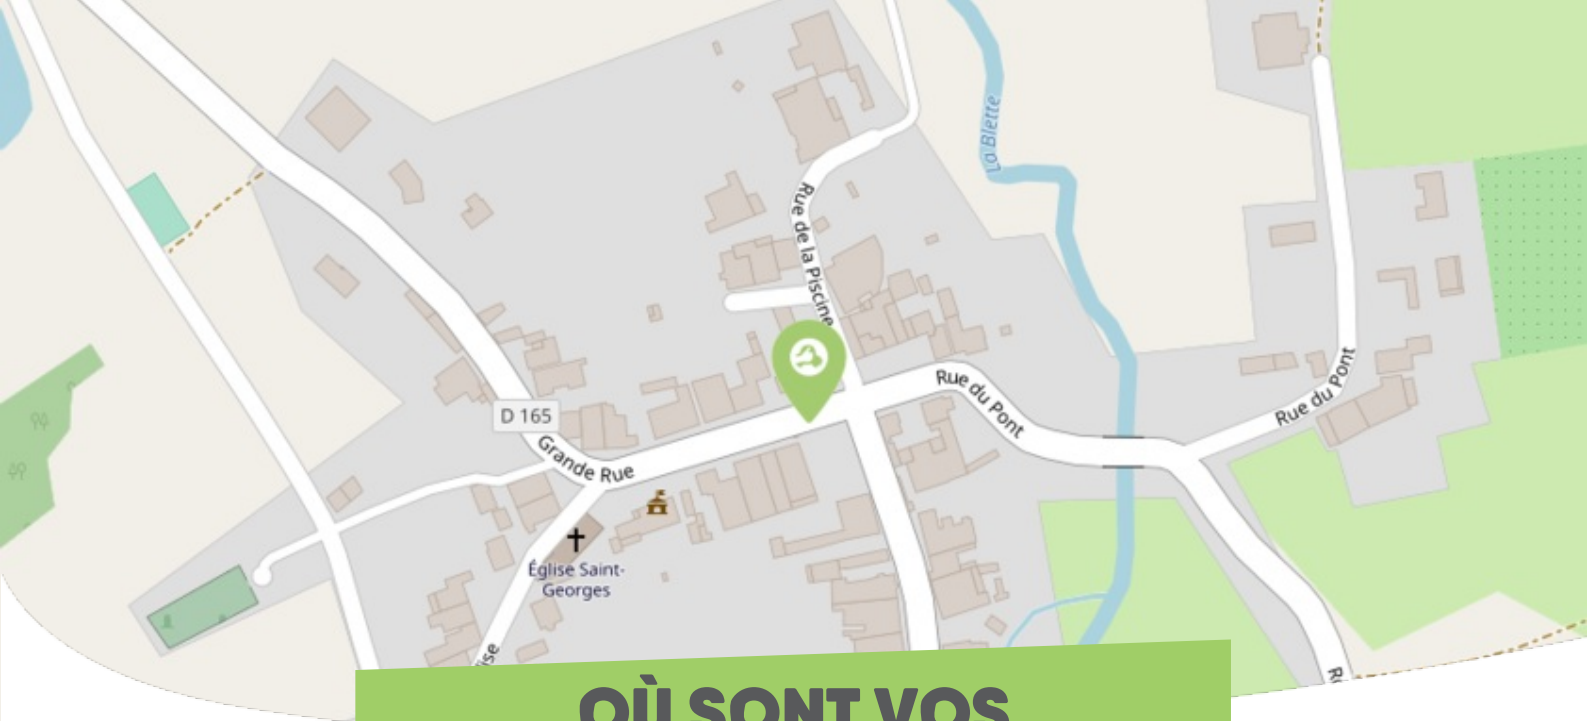 La Blette
Rue de la Piscine
Rue du Pont
Rue du Pont
D 165
Grande Rue
Église Saint-
Georges
OÙ SONT VOS